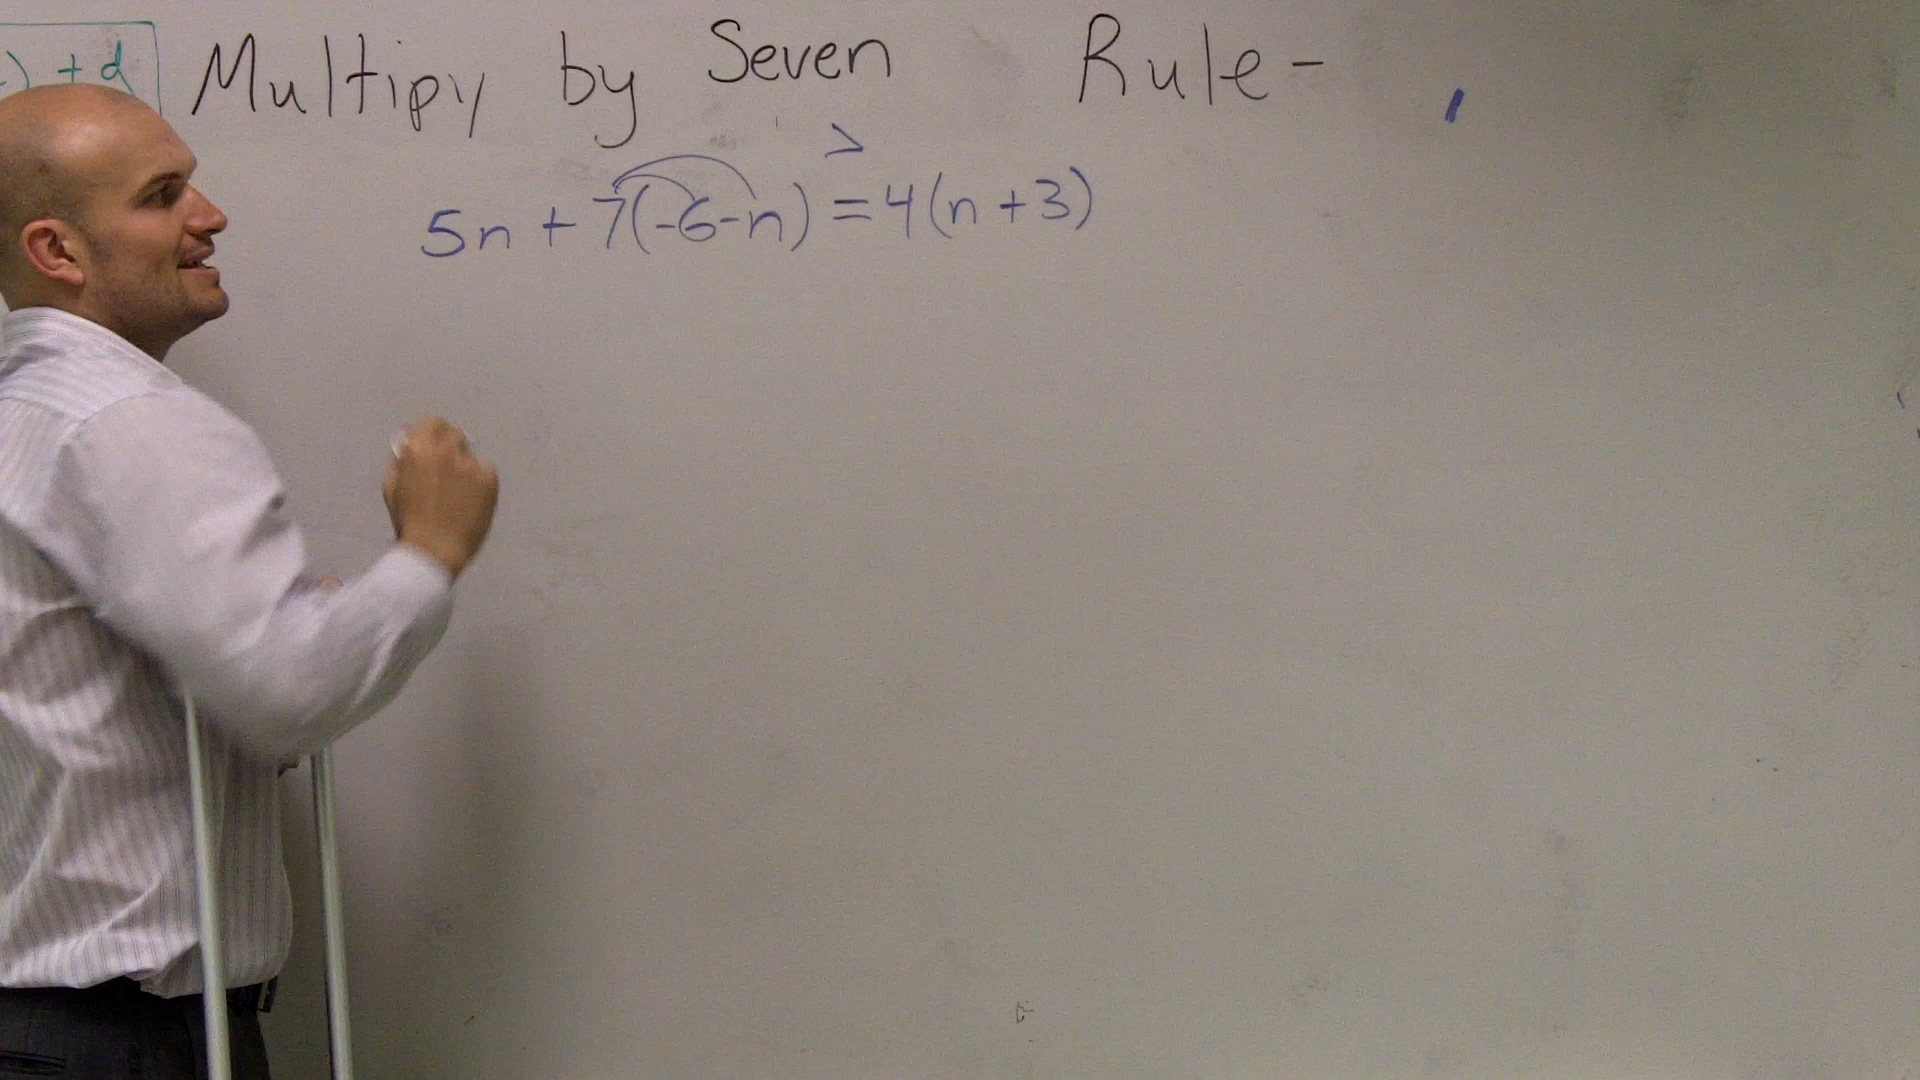 ) + d
Multipy by Seven Rule -
>
5n + 7(-6-n) = 4(n+3)